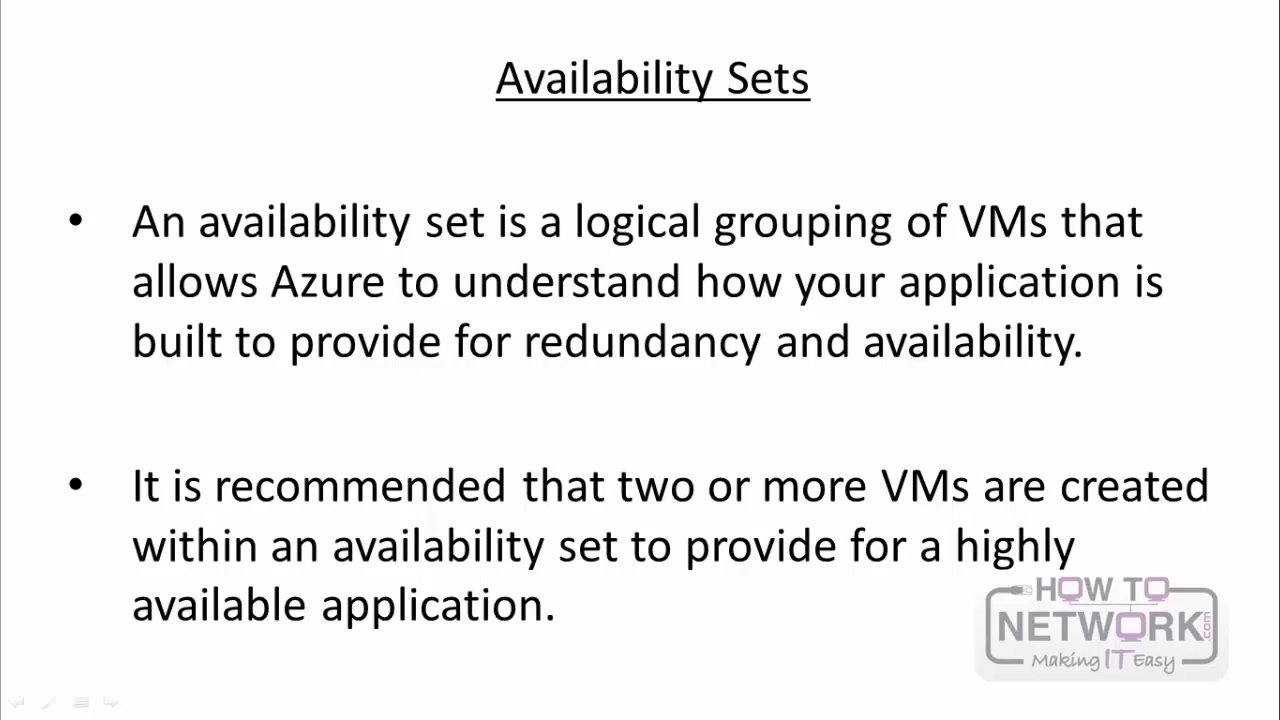 Availability Sets
• An availability set is a logical grouping of VMs that
allows Azure to understand how your application is
built to provide for redundancy and availability.
• It is recommended that two or more VMs are created
within an availability set to provide for a highly
available application.
HOW TO
NETWORK.com
Making IT Easy